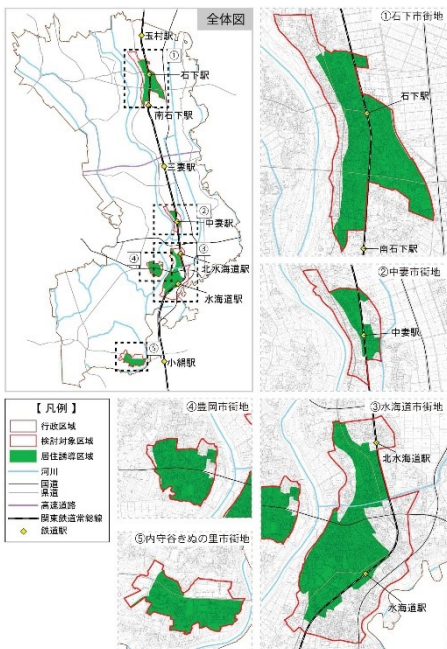 全体図
玉村駅
①
石下駅
南石下駅
三妻駅
②
中妻駅
③
④
北水海道駅
水海道駅
⑤
小絹駅
①石下市街地
石下駅
南石下駅
②中妻市街地
中妻駅
【 凡例 】
行政区域
検討対象区域
居住誘導区域
河川
国道
県道
高速道路
関東鉄道常総線
鉄道駅
④豊岡市街地
③水海道市街地
北水海道駅
水海道駅
⑤内守谷きぬの里市街地